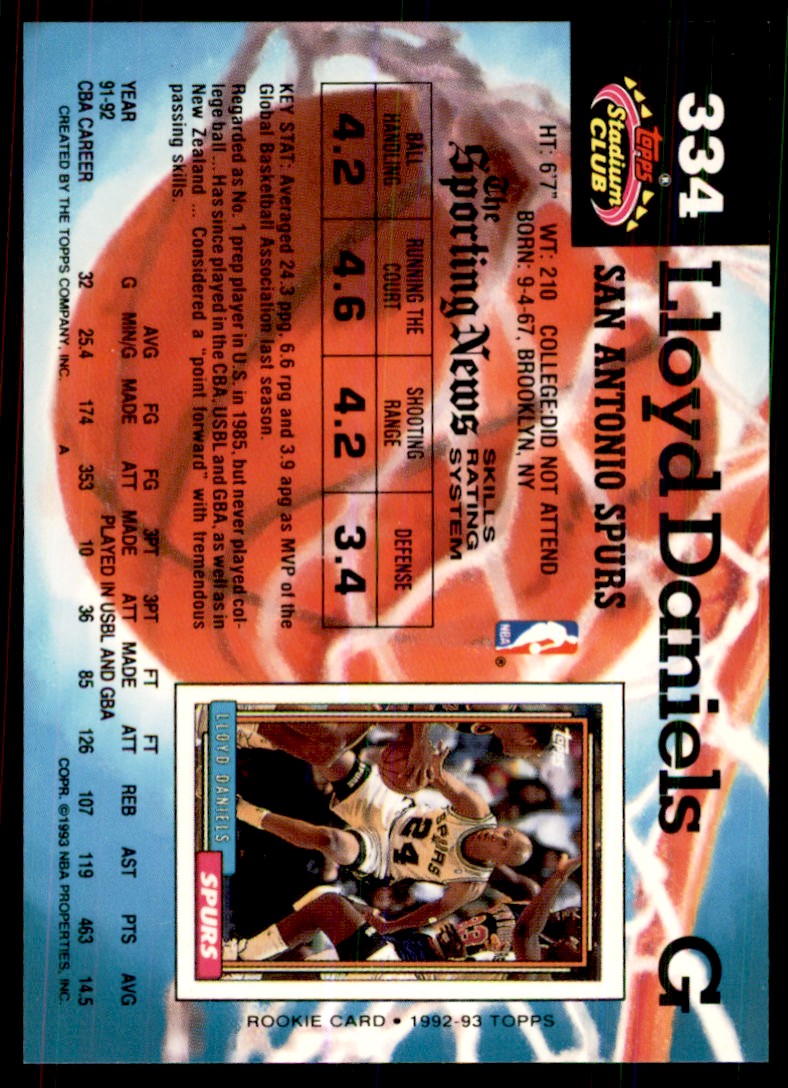 334 Lloyd Daniels G
TOPPS®
Stadium
CLUB
SAN ANTONIO SPURS
HT: 6'7" WT: 210 COLLEGE:DID NOT ATTEND
BORN: 9-4-67, BROOKLYN, NY
NBA
®
The
Sporting News
SKILLS
RATING
SYSTEM
BALL
HANDLING
RUNNING THE
COURT
SHOOTING
RANGE
DEFENSE
4.2 4.6 4.2 3.4
KEY STAT: Averaged 24.3 ppg, 6.6 rpg and 3.9 apg as MVP of the
Global Basketball Association last season.
Regarded as No. 1 prep player in U.S. in 1985, but never played col-
lege ball ... Has since played in the CBA, USBL and GBA, as well as in
New Zealand ... Considered a "point forward" with tremendous
passing skills.
TOPPS
SPURS
24
LLOYD DANIELS
SPURS
ROOKIE CARD • 1992-93 TOPPS
AVG FG FG 3PT 3PT FT FT
YEAR G MIN/G MADE ATT MADE ATT MADE ATT REB AST PTS AVG
91-92 PLAYED IN USBL AND GBA
CBA CAREER 32 25.4 174 353 10 36 85 126 107 119 463 14.5
CREATED BY THE TOPPS COMPANY, INC. A COPR. ©1993 NBA PROPERTIES, INC.